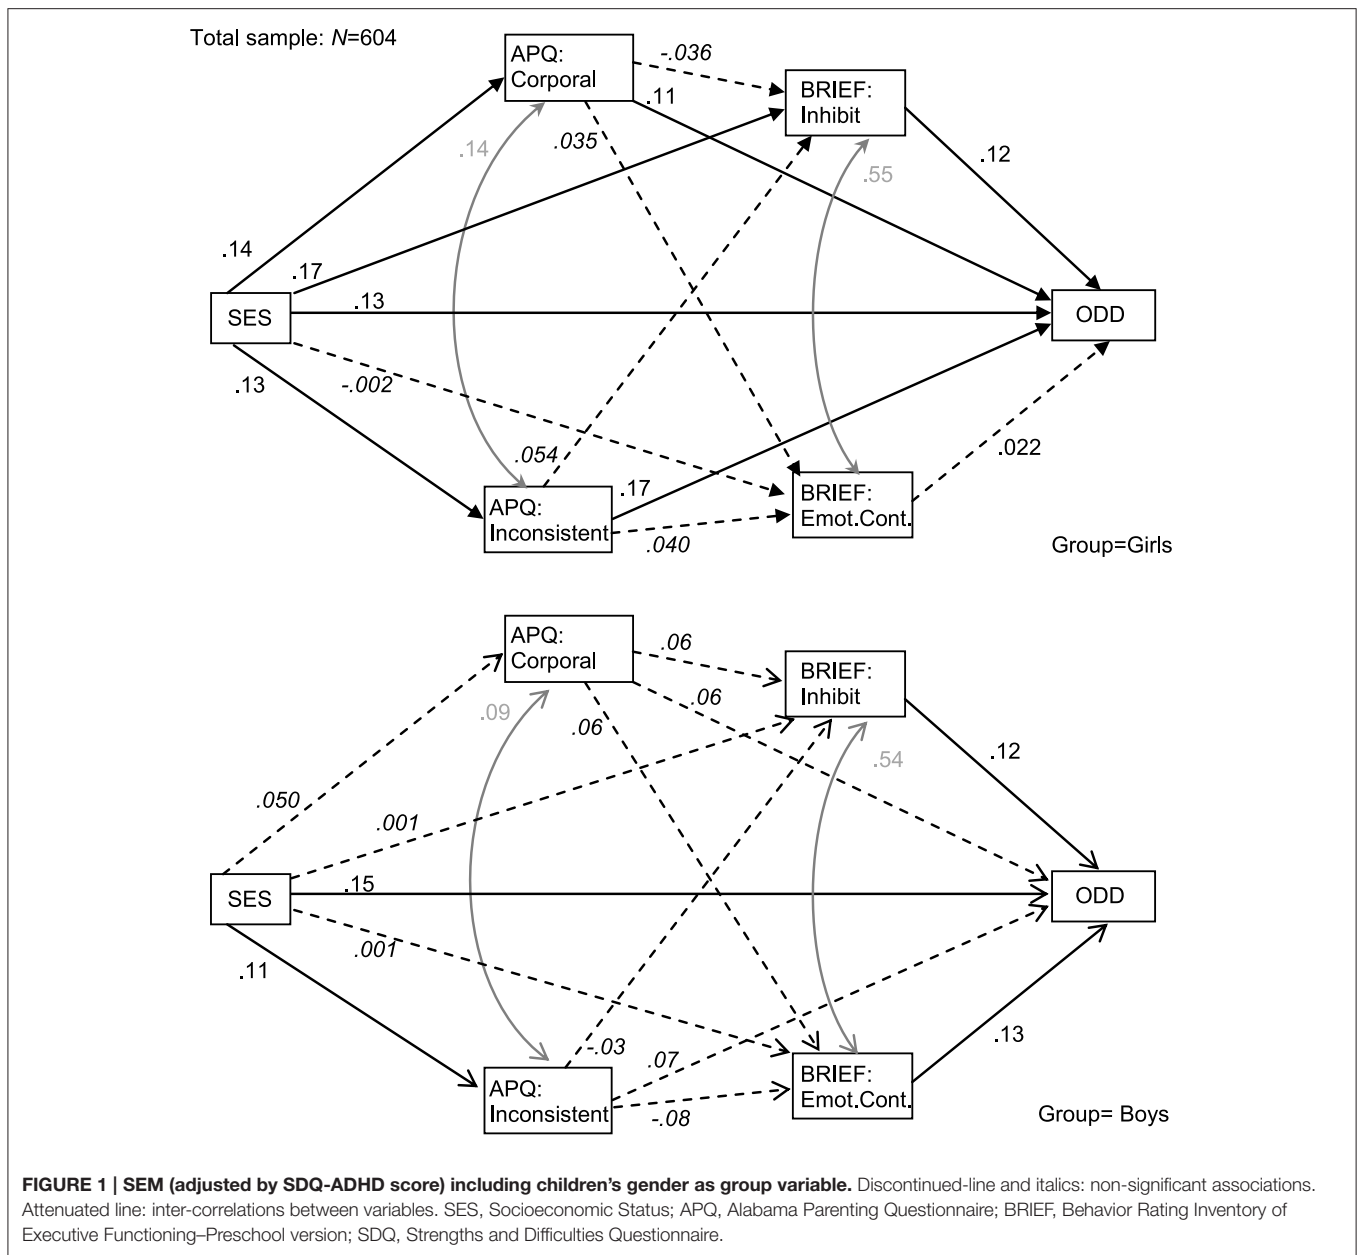 Total sample: N=604
APQ:
Corporal
-.036
BRIEF:
Inhibit
.11
.035
.14
.12
.55
.14
.17
SES
.13
ODD
.13
-.002
.054
.17
.022
APQ:
Inconsistent
BRIEF:
Emot.Cont.
.040
Group=Girls
APQ:
Corporal
.06
BRIEF:
Inhibit
.06
.09
.06
.12
.54
.050
.001
SES
.15
ODD
.001
.11
-.03
.07
.13
APQ:
Inconsistent
BRIEF:
Emot.Cont.
-.08
Group= Boys
FIGURE 1 | SEM (adjusted by SDQ-ADHD score) including children's gender as group variable. Discontinued-line and italics: non-significant associations.
Attenuated line: inter-correlations between variables. SES, Socioeconomic Status; APQ, Alabama Parenting Questionnaire; BRIEF, Behavior Rating Inventory of
Executive Functioning–Preschool version; SDQ, Strengths and Difficulties Questionnaire.